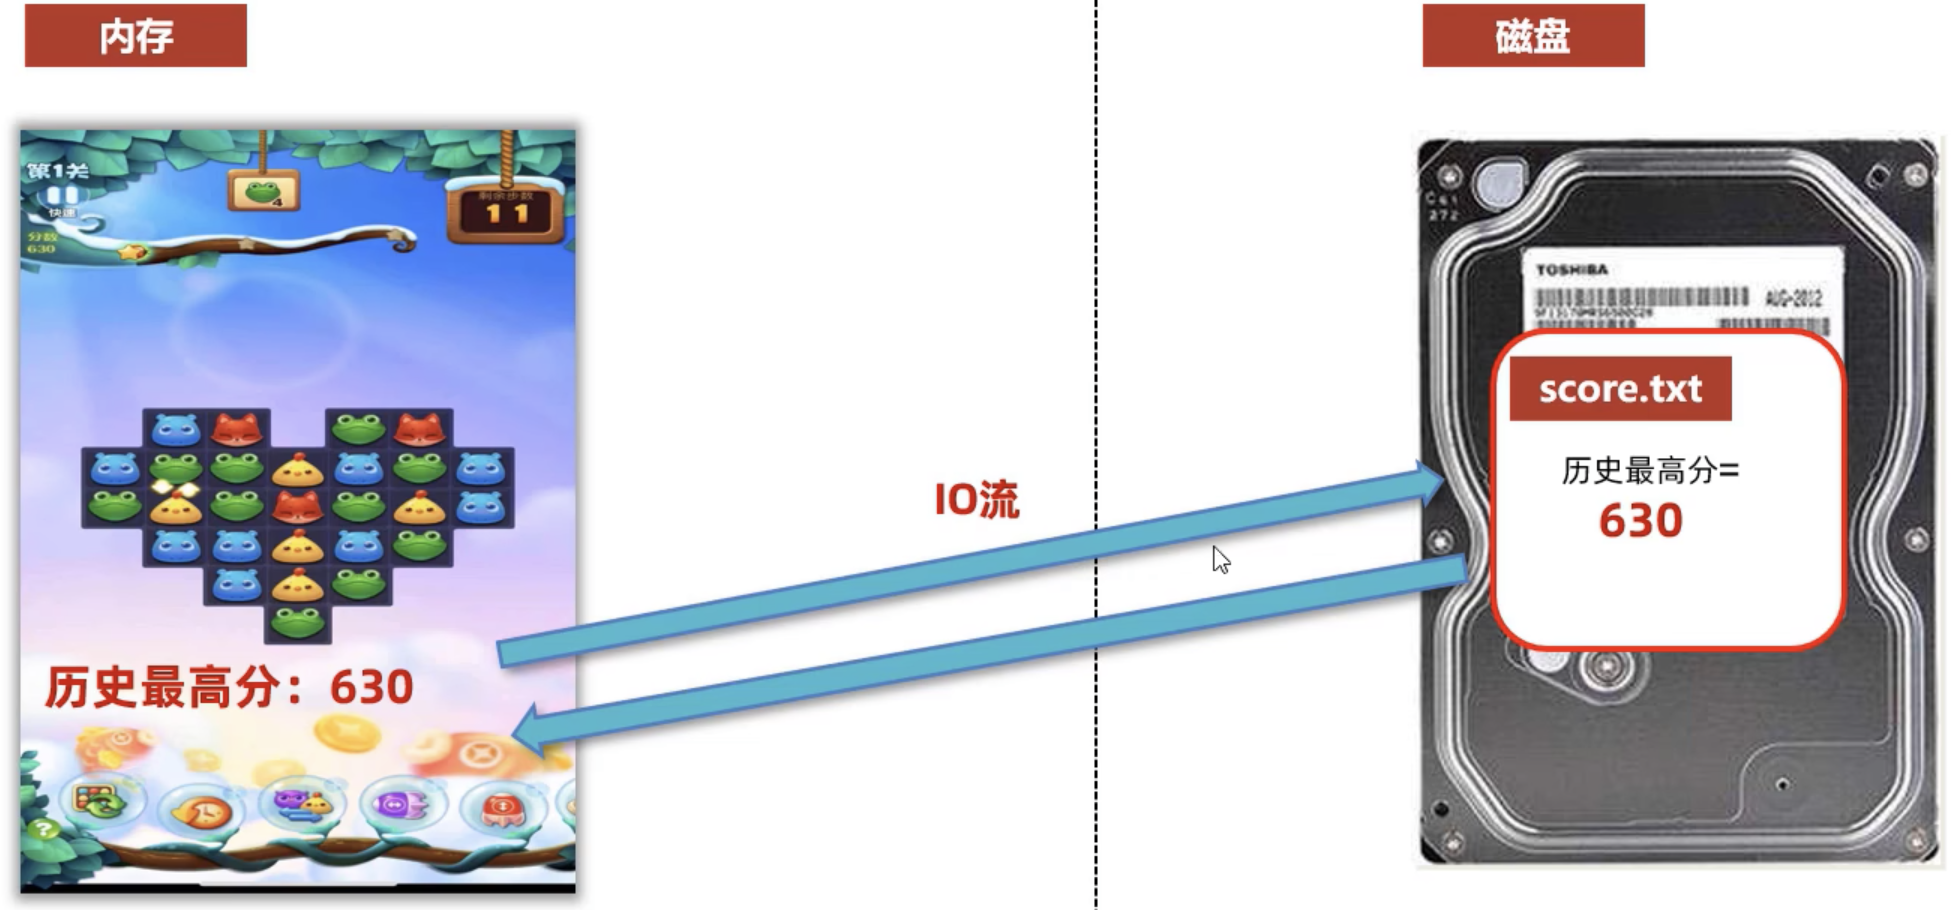 内存
磁盘
第1关
快速
分数
630
4
剩余步数
11
C61
272
TOSHIBA
AUG-2012
score.txt
历史最高分=
630
IO流
历史最高分：630
?